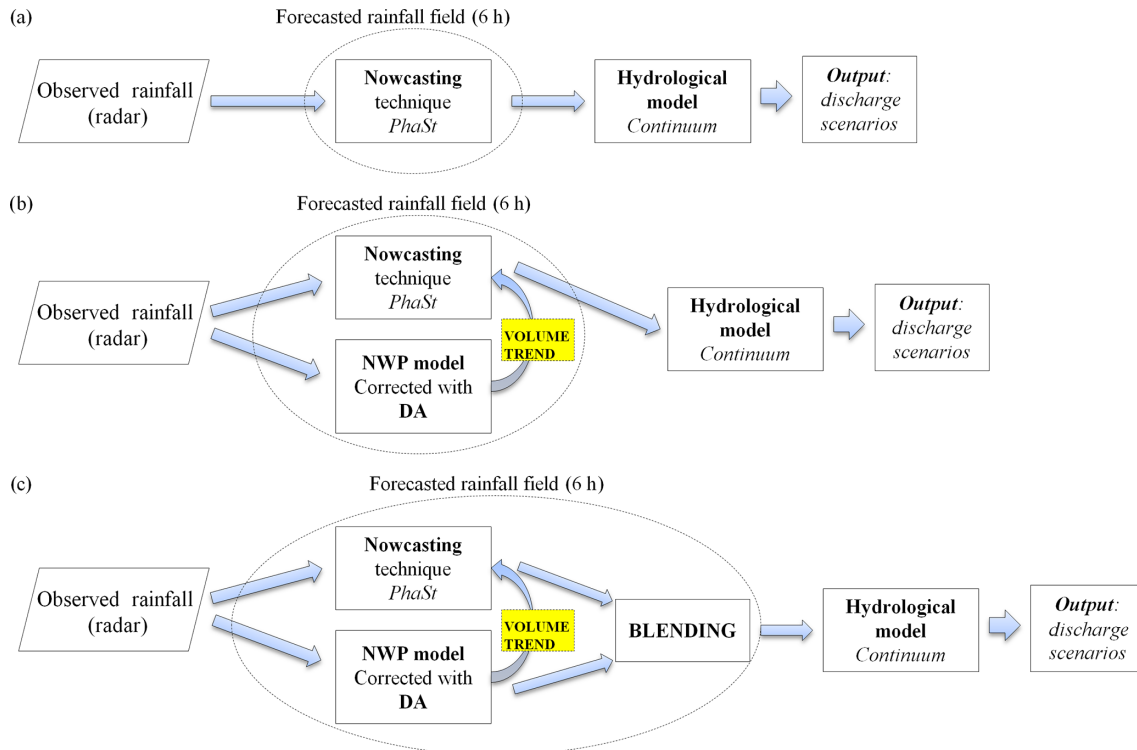 (a)
Forecasted rainfall field (6 h)
Observed rainfall
(radar)
Nowcasting
technique
PhaSt
Hydrological
model
Continuum
Output:
discharge
scenarios
(b)
Forecasted rainfall field (6 h)
Observed rainfall
(radar)
Nowcasting
technique
PhaSt
VOLUME
TREND
NWP model
Corrected with
DA
Hydrological
model
Continuum
Output:
discharge
scenarios
(c)
Forecasted rainfall field (6 h)
Observed rainfall
(radar)
Nowcasting
technique
PhaSt
VOLUME
TREND
NWP model
Corrected with
DA
BLENDING
Hydrological
model
Continuum
Output:
discharge
scenarios